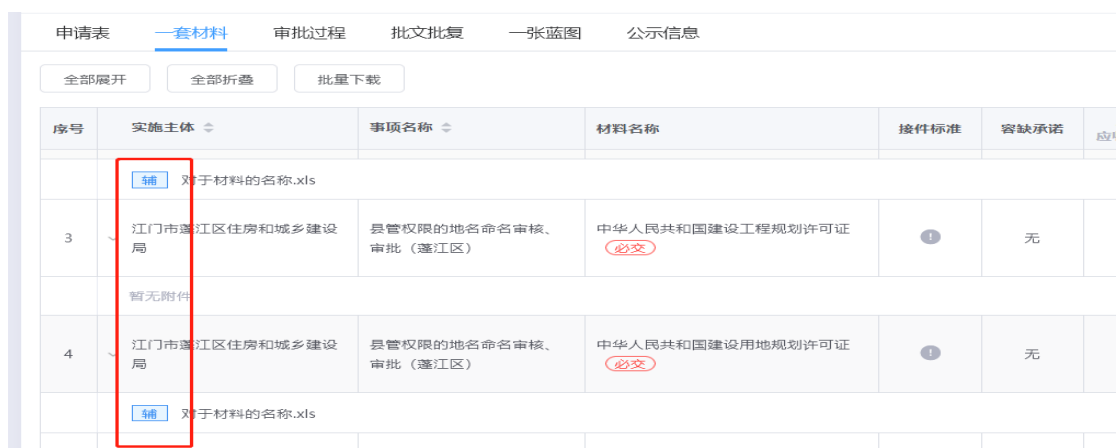 申请表 一套材料 审批过程 批文批复 一张蓝图 公示信息
全部展开 全部折叠 批量下载
序号 实施主体 事项名称 材料名称 接件标准 容缺承诺
辅 对于材料的名称.xls
3 江门市蓬江区住房和城乡建设 县管权限的地名命名审核、 中华人民共和国建设工程规划许可证 无
局 审批（蓬江区） 必交
暂无附件
4 江门市蓬江区住房和城乡建设 县管权限的地名命名审核、 中华人民共和国建设用地规划许可证 无
局 审批（蓬江区） 必交
辅 对于材料的名称.xls